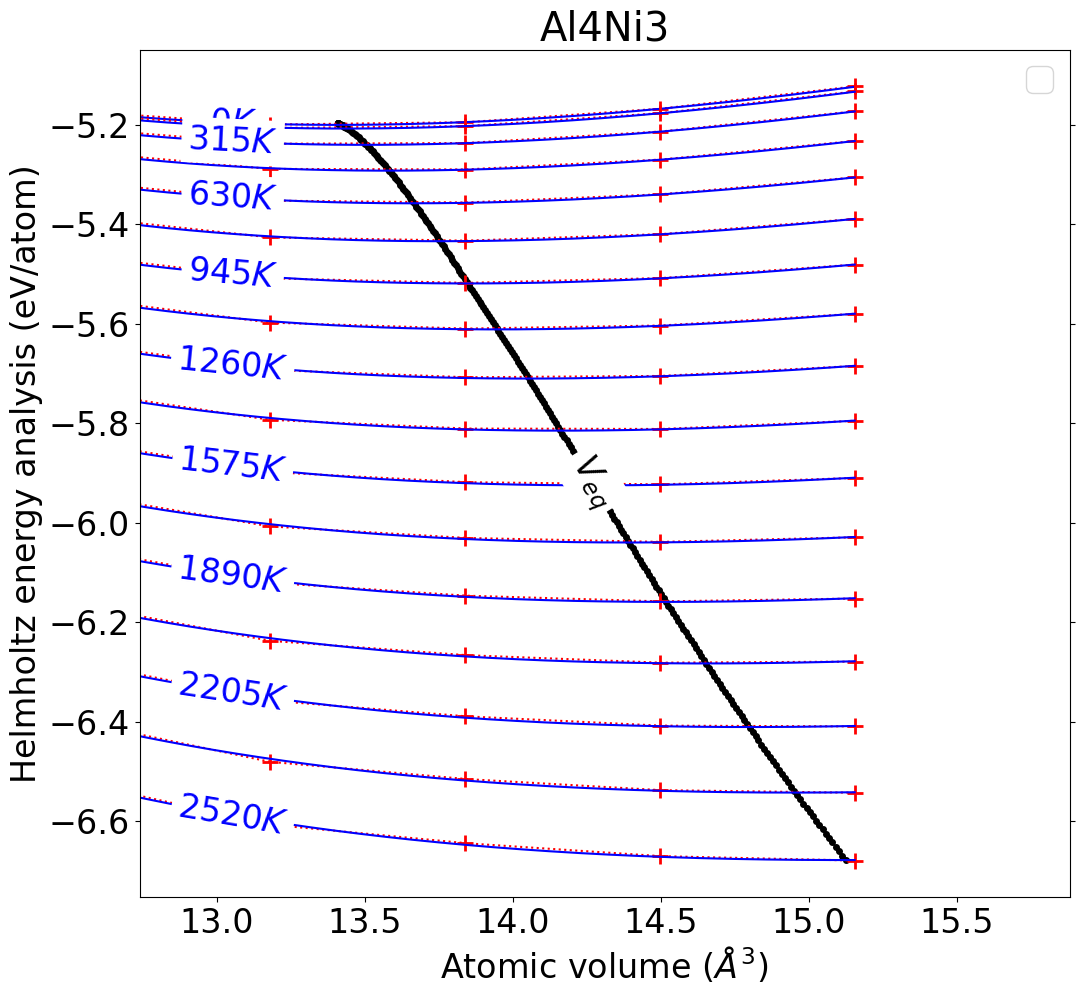 Al4Ni3
Helmholtz energy analysis (eV/atom)
−5.2
−5.4
−5.6
−5.8
−6.0
−6.2
−6.4
−6.6
0K
315K
630K
945K
1260K
1575K
1890K
2205K
2520K
V_eq
13.0 13.5 14.0 14.5 15.0 15.5
Atomic volume (Å³)